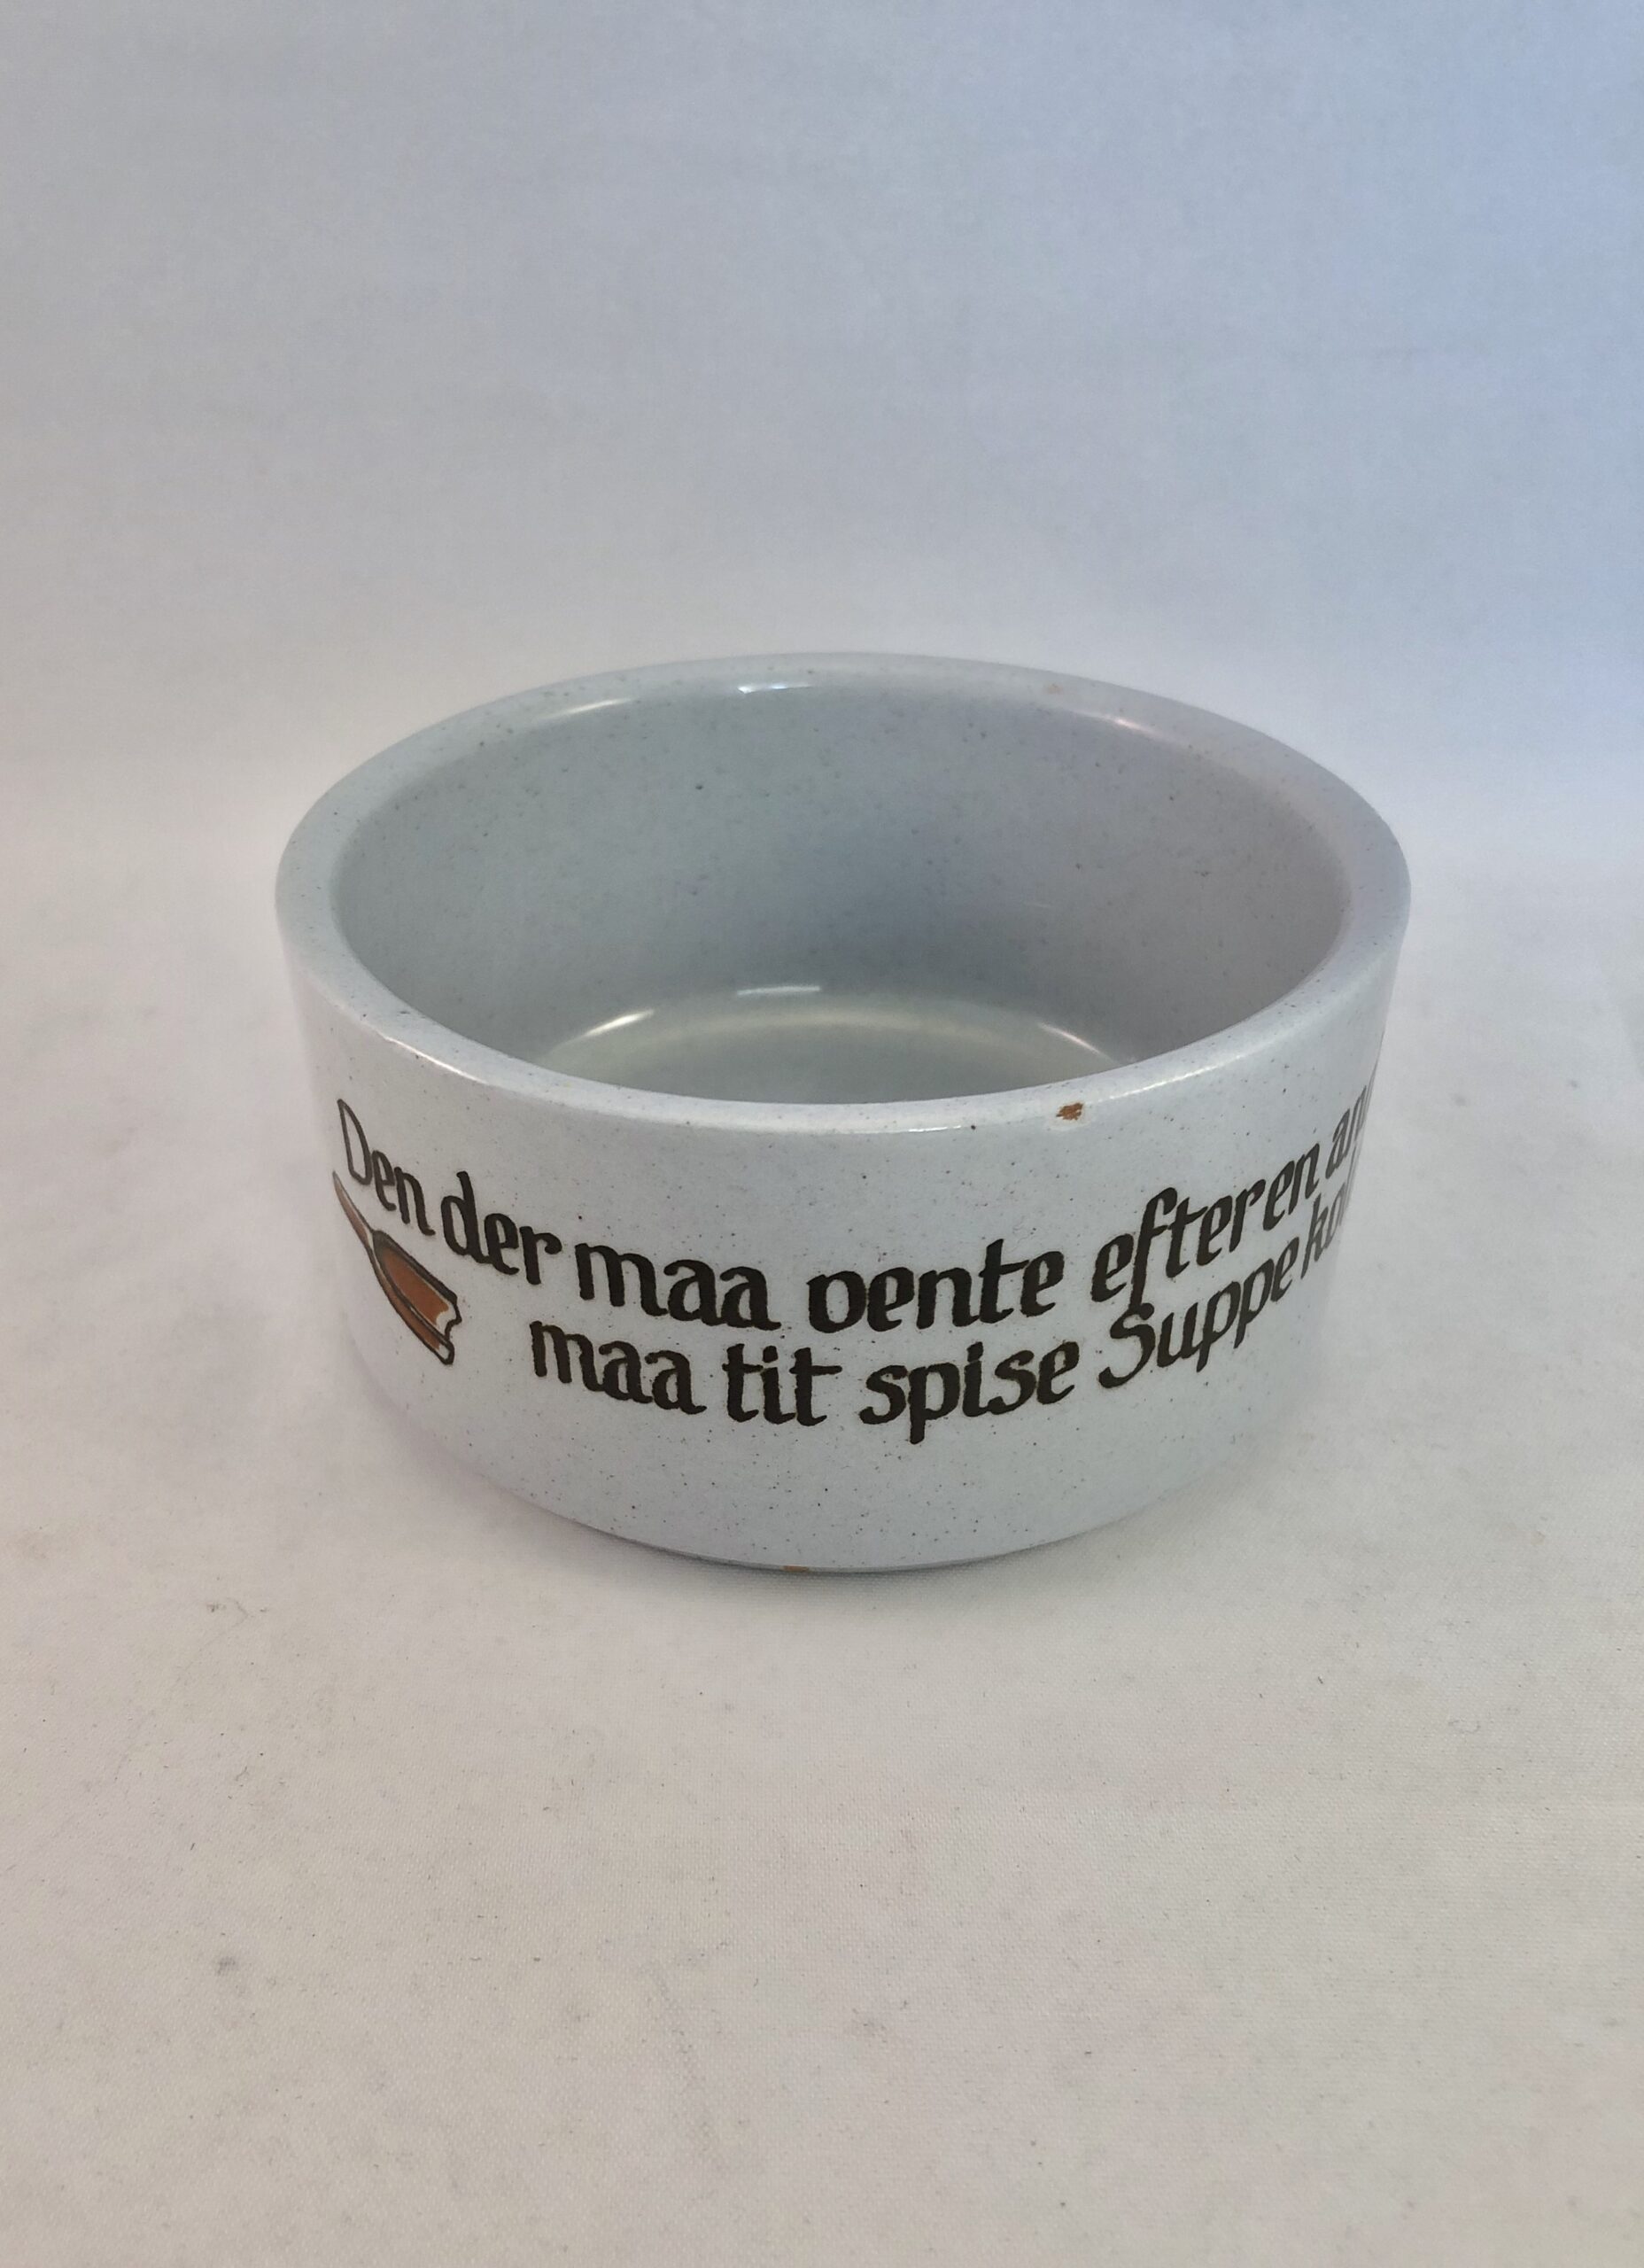 Den der maa vente efter en
maa tit spise Suppe